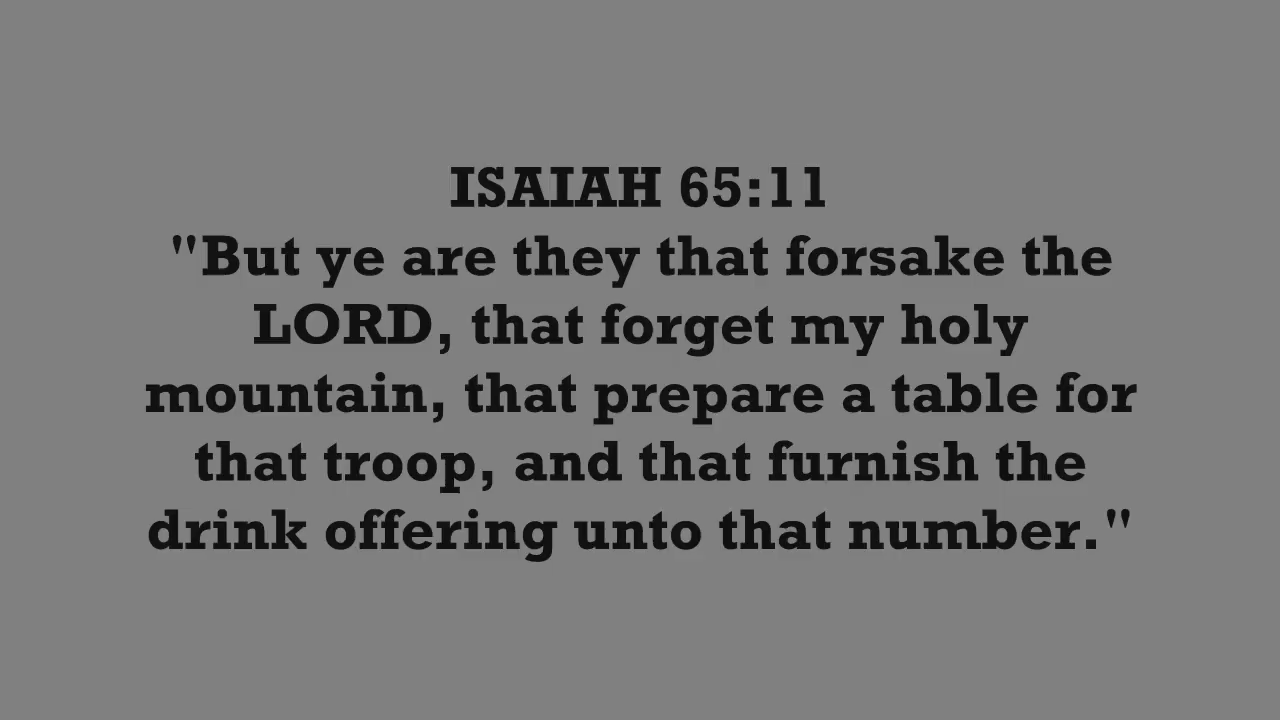 ISAIAH 65:11
"But ye are they that forsake the
LORD, that forget my holy
mountain, that prepare a table for
that troop, and that furnish the
drink offering unto that number."